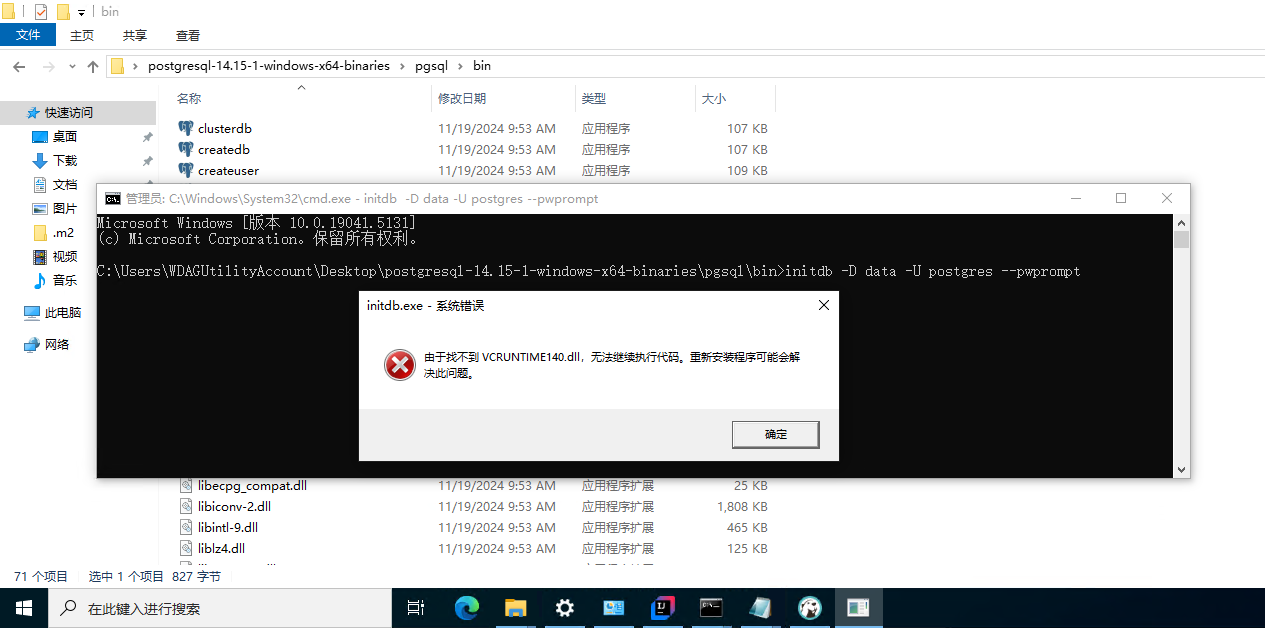 bin
文件 主页 共享 查看
postgresql-14.15-1-windows-x64-binaries > pgsql > bin
名称 修改日期 类型 大小
快速访问
桌面
下载
文档
图片
.m2
视频
音乐
此电脑
网络
clusterdb 11/19/2024 9:53 AM 应用程序 107 KB
createdb 11/19/2024 9:53 AM 应用程序 107 KB
createuser 11/19/2024 9:53 AM 应用程序 109 KB
管理员: C:\Windows\System32\cmd.exe - initdb -D data -U postgres --pwprompt
Microsoft Windows [版本 10.0.19041.5131]
(c) Microsoft Corporation。保留所有权利。
C:\Users\WDAGUtilityAccount\Desktop\postgresql-14.15-1-windows-x64-binaries\pgsql\bin>initdb -D data -U postgres --pwprompt
initdb.exe - 系统错误
由于找不到 VCRUNTIME140.dll，无法继续执行代码。重新安装程序可能会解
决此问题。
确定
libecpg_compat.dll 11/19/2024 9:53 AM 应用程序扩展 25 KB
libiconv-2.dll 11/19/2024 9:53 AM 应用程序扩展 1,808 KB
libintl-9.dll 11/19/2024 9:53 AM 应用程序扩展 465 KB
liblz4.dll 11/19/2024 9:53 AM 应用程序扩展 125 KB
71 个项目 选中 1 个项目 827 字节
在此键入进行搜索